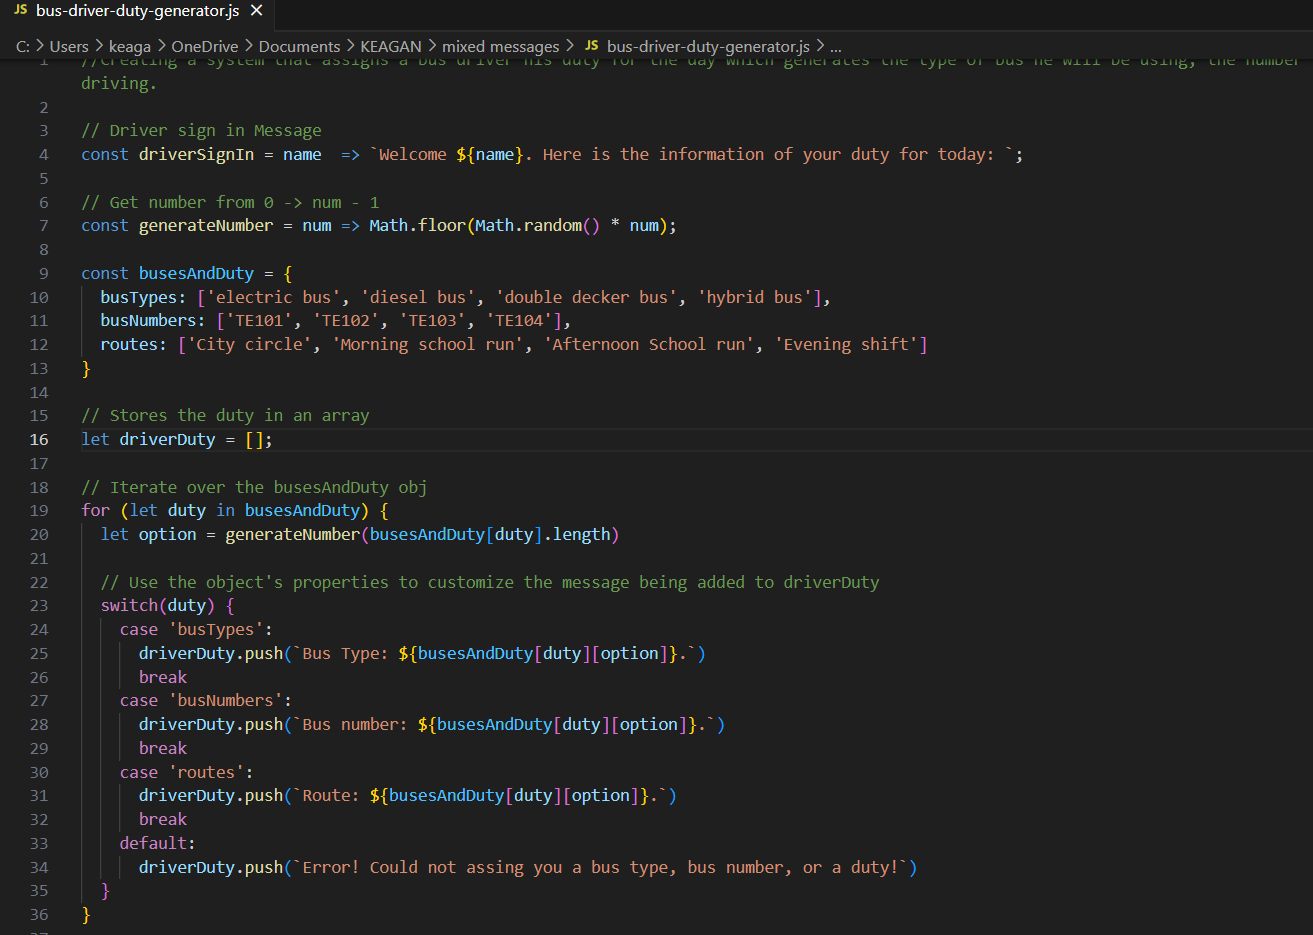 JS bus-driver-duty-generator.js ×
C: > Users > keaga > OneDrive > Documents > KEAGAN > mixed messages > JS bus-driver-duty-generator.js > ...
1 //Creating a system that assigns a bus driver his duty for the day which generates the type of bus he will be using, the number
driving.
2
3 // Driver sign in Message
4 const driverSignIn = name  => `Welcome ${name}. Here is the information of your duty for today: `;
5
6 // Get number from 0 -> num - 1
7 const generateNumber = num => Math.floor(Math.random() * num);
8
9 const busesAndDuty = {
10   busTypes: ['electric bus', 'diesel bus', 'double decker bus', 'hybrid bus'],
11   busNumbers: ['TE101', 'TE102', 'TE103', 'TE104'],
12   routes: ['City circle', 'Morning school run', 'Afternoon School run', 'Evening shift']
13 }
14
15 // Stores the duty in an array
16 let driverDuty = [];
17
18 // Iterate over the busesAndDuty obj
19 for (let duty in busesAndDuty) {
20   let option = generateNumber(busesAndDuty[duty].length)
21
22   // Use the object's properties to customize the message being added to driverDuty
23   switch(duty) {
24     case 'busTypes':
25       driverDuty.push(`Bus Type: ${busesAndDuty[duty][option]}.`)
26       break
27     case 'busNumbers':
28       driverDuty.push(`Bus number: ${busesAndDuty[duty][option]}.`)
29       break
30     case 'routes':
31       driverDuty.push(`Route: ${busesAndDuty[duty][option]}.`)
32       break
33     default:
34       driverDuty.push(`Error! Could not assing you a bus type, bus number, or a duty!`)
35   }
36 }
37